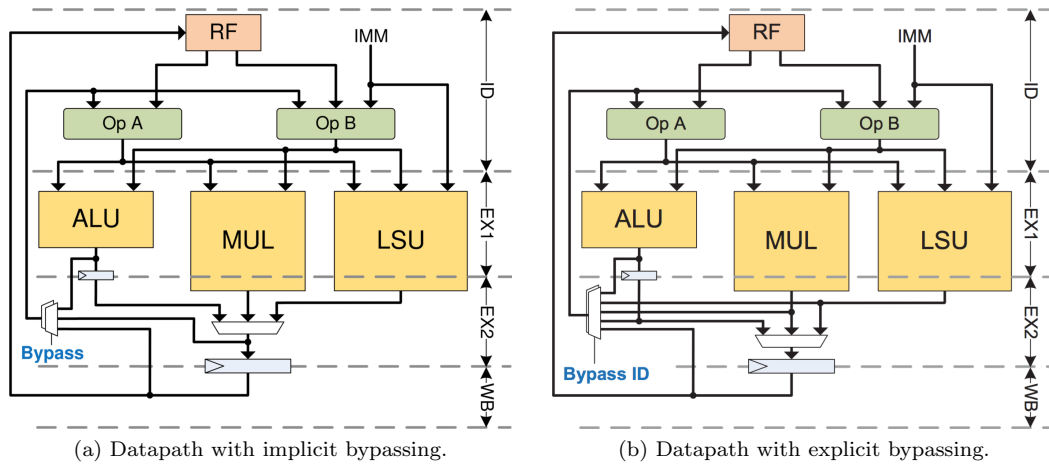 RF
IMM
Op A
Op B
ID
ALU
MUL
LSU
EX1
Bypass
EX2
WB
(a) Datapath with implicit bypassing.
RF
IMM
Op A
Op B
ID
ALU
MUL
LSU
EX1
Bypass ID
EX2
WB
(b) Datapath with explicit bypassing.